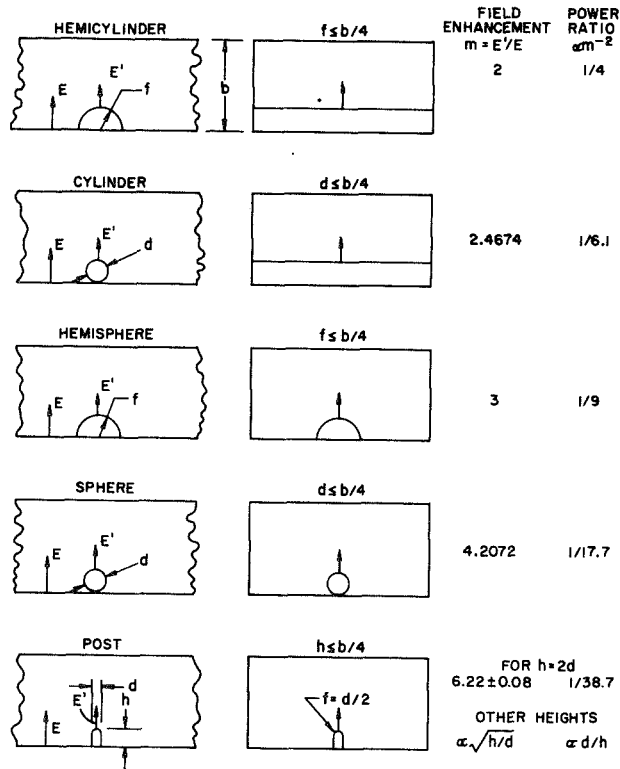 FIELD POWER
HEMICYLINDER f≤b/4 ENHANCEMENT RATIO
m = E'/E ∝m⁻²
2 1/4
E' E f b
CYLINDER d≤b/4
E' E d
2.4674 1/6.1
HEMISPHERE f≤b/4
E' E f
3 1/9
SPHERE d≤b/4
E' E d
4.2072 1/17.7
POST h≤b/4
FOR h=2d
d 6.22±0.08 1/38.7
E' h f=d/2
OTHER HEIGHTS
E ∝√h/d ∝ d/h